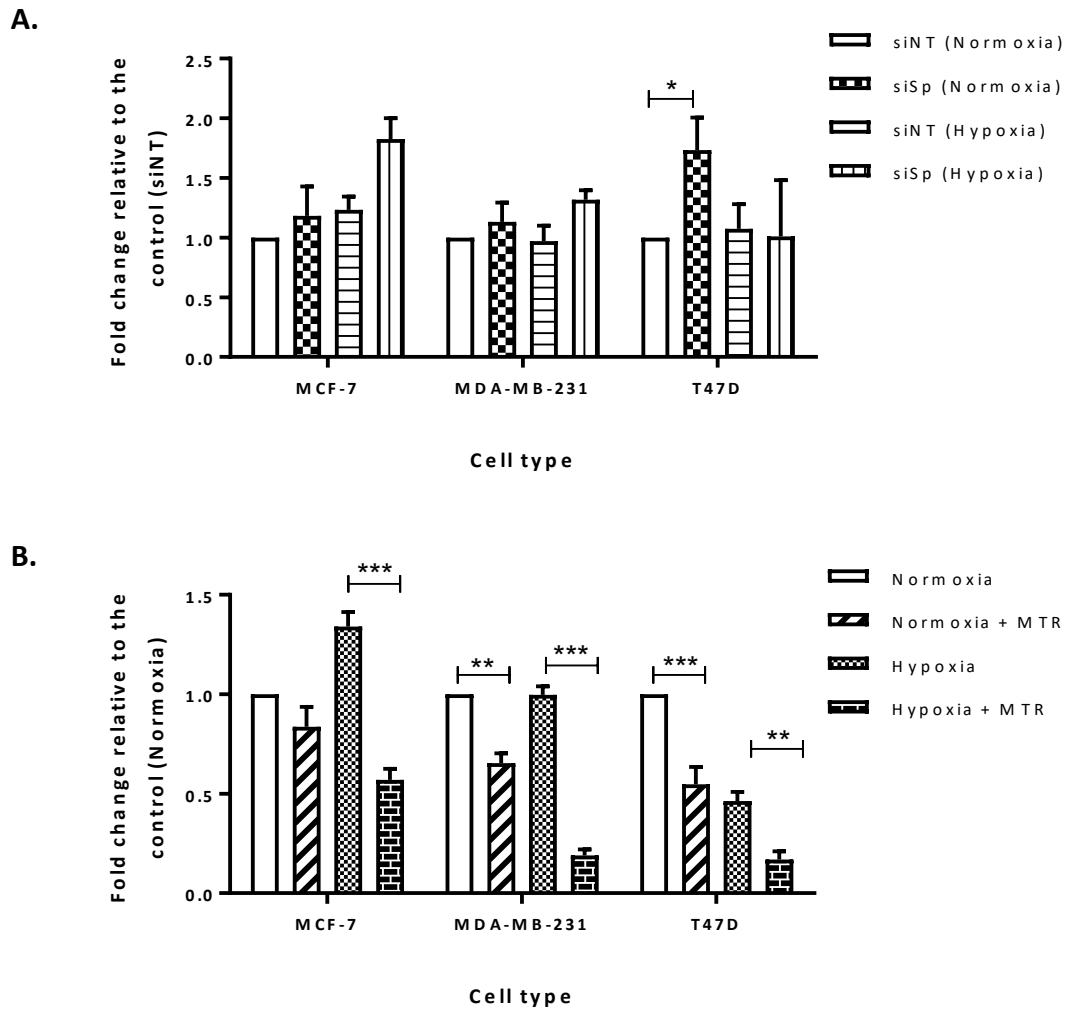 A.
Fold change relative to the
control (siNT)
2.5
2.0
1.5
1.0
0.5
0.0
*
MCF-7
MDA-MB-231
T47D
Cell type
siNT (Normoxia)
siSp (Normoxia)
siNT (Hypoxia)
siSp (Hypoxia)
B.
Fold change relative to the
control (Normoxia)
1.5
1.0
0.5
0.0
***
**
***
***
**
MCF-7
MDA-MB-231
T47D
Cell type
Normoxia
Normoxia + MTR
Hypoxia
Hypoxia + MTR